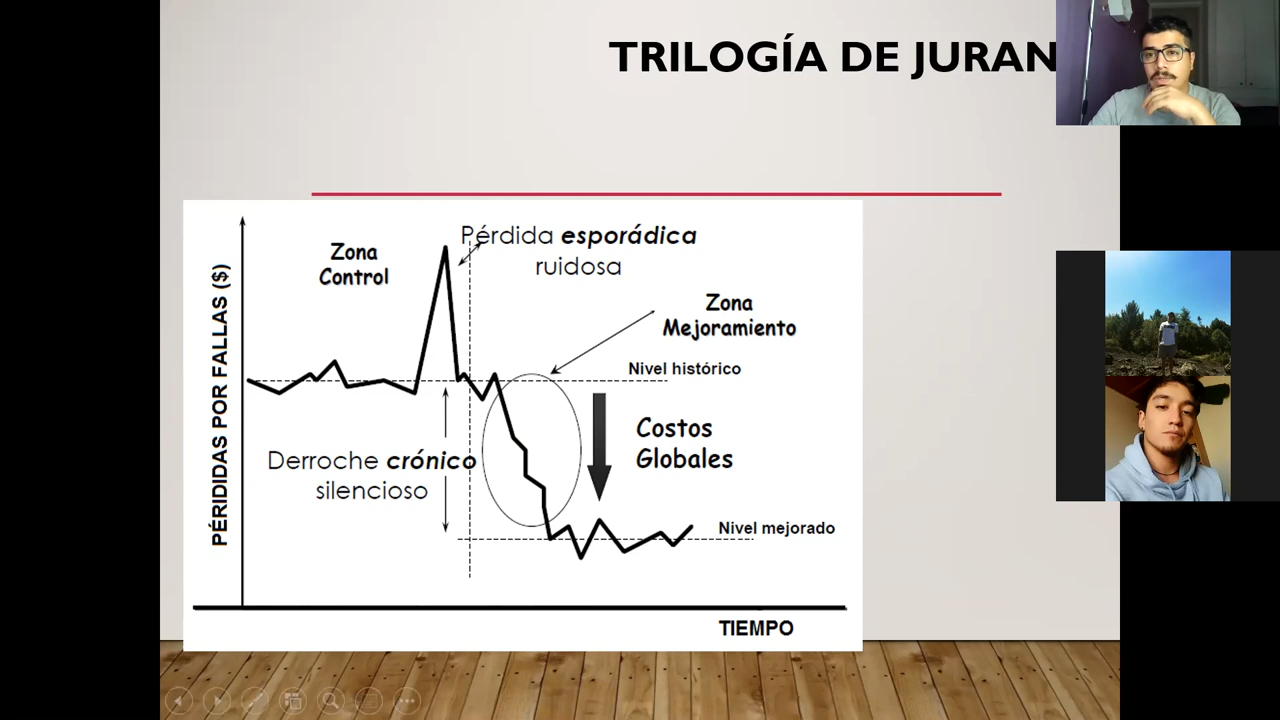 TRILOGÍA DE JURAN
Pérdida esporádica
ruidosa
Zona
Control
Zona
Mejoramiento
Nivel histórico
Costos
Globales
Derroche crónico
silencioso
Nivel mejorado
PÉRDIDAS POR FALLAS ($)
TIEMPO